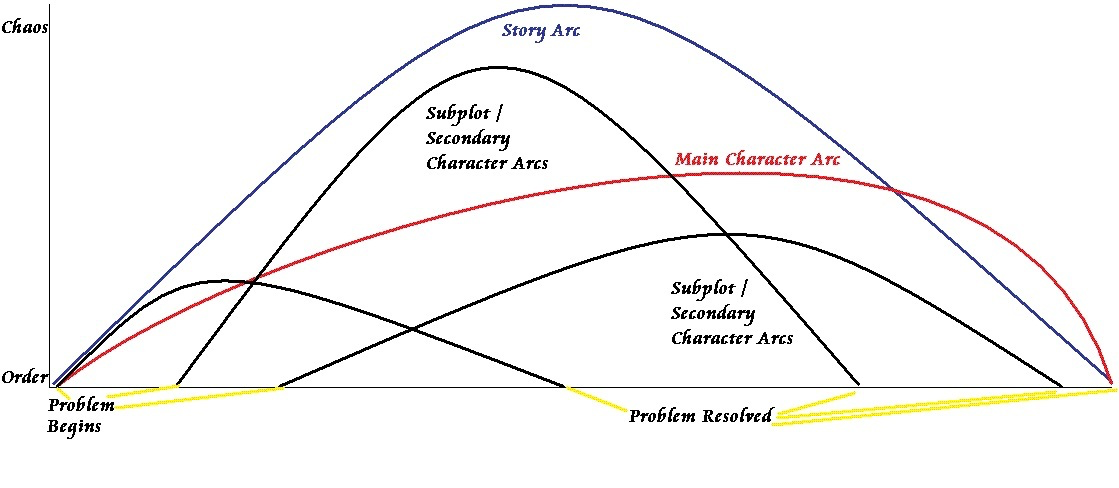 Chaos
Story Arc
Subplot /
Secondary
Character Arcs
Main Character Arc
Subplot /
Secondary
Character Arcs
Order
Problem
Begins
Problem Resolved